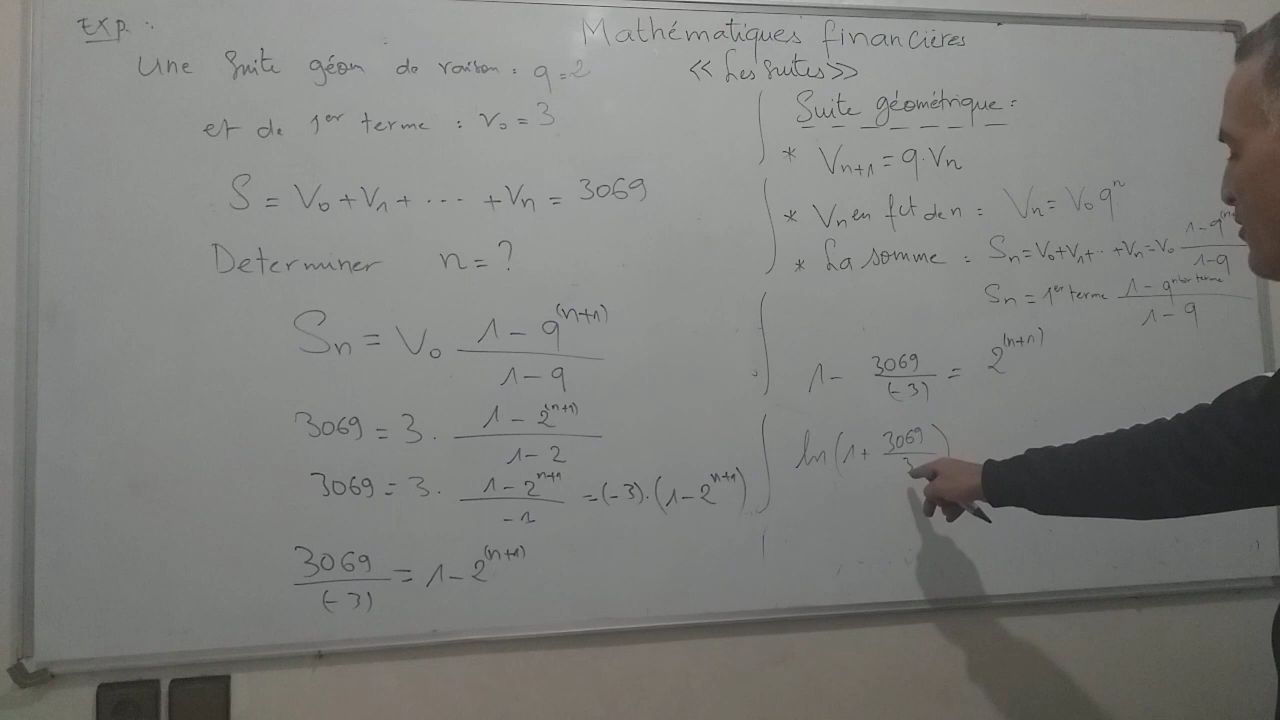 Exp :
Mathématiques financières
<< Les suites >>
Une suite géom de raison : q = 2
et de 1er terme : V₀ = 3
S = V₀ + V₁ + ... + Vn = 3069
Determiner n = ?
Sn = V₀ (1 - q^(n+1)) / (1 - q)
3069 = 3 . (1 - 2^(n+1)) / (1 - 2)
3069 = 3 . (1 - 2^(n+1)) / (-1) = (-3) . (1 - 2^(n+1))
3069 / (-3) = 1 - 2^(n+1)
Suite géométrique :
* Vn+1 = q . Vn
* Vn en fct de n : Vn = V₀ q^n
* La somme : Sn = V₀ + V₁ + .. + Vn = V₀ (1 - q^(n / (1 - q)
Sn = 1er terme (1 - q^nbr terme) / (1 - q)
1 - 3069 / (-3) = 2^(n+1)
ln(1 + 3069 / 3)